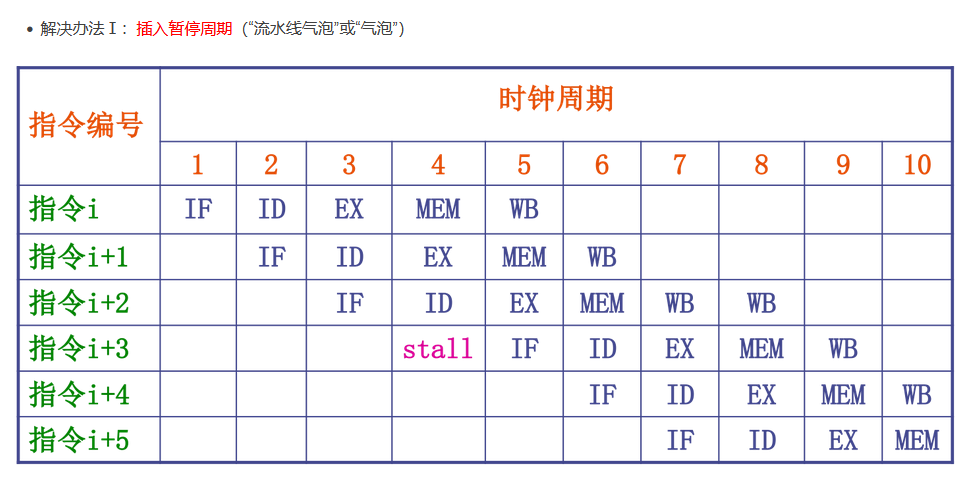 • 解决办法Ⅰ：插入暂停周期（“流水线气泡”或“气泡”）
指令编号 时钟周期
1 2 3 4 5 6 7 8 9 10
指令i IF ID EX MEM WB
指令i+1 IF ID EX MEM WB
指令i+2 IF ID EX MEM WB WB
指令i+3 stall IF ID EX MEM WB
指令i+4 IF ID EX MEM WB
指令i+5 IF ID EX MEM